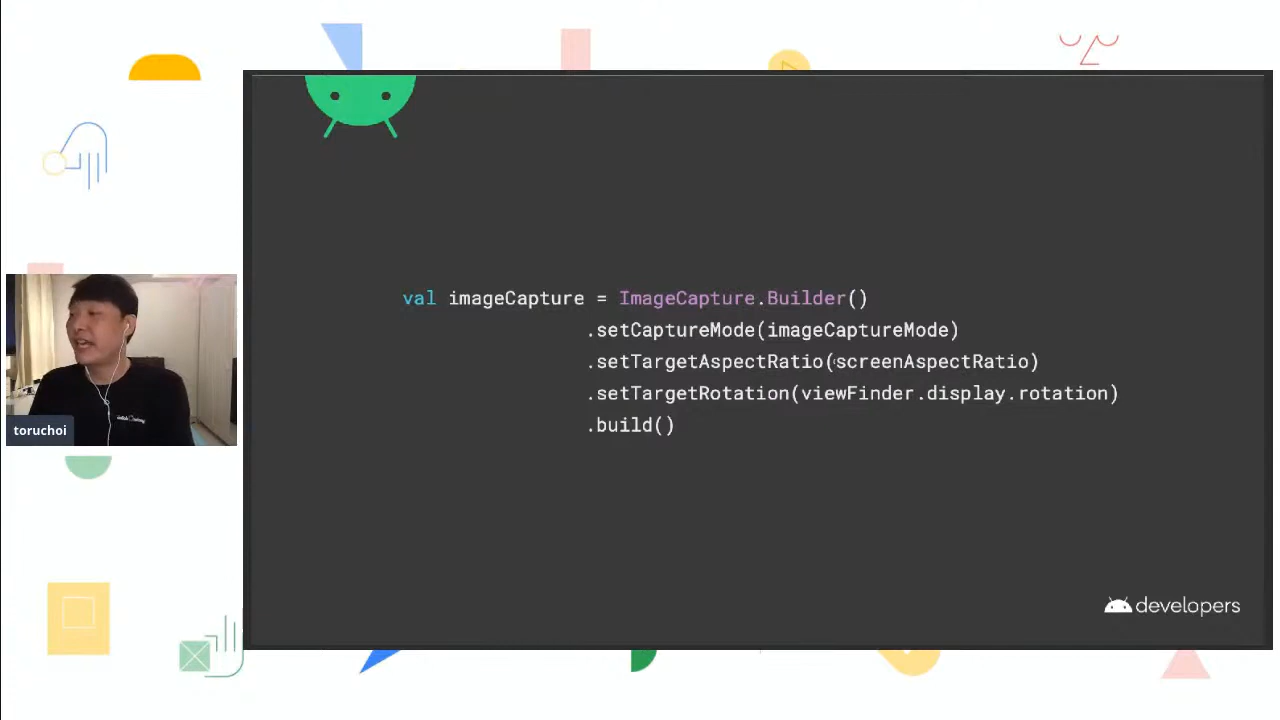 val imageCapture = ImageCapture.Builder()
.setCaptureMode(imageCaptureMode)
.setTargetAspectRatio(screenAspectRatio)
.setTargetRotation(viewFinder.display.rotation)
.build()
toruchoi
developers